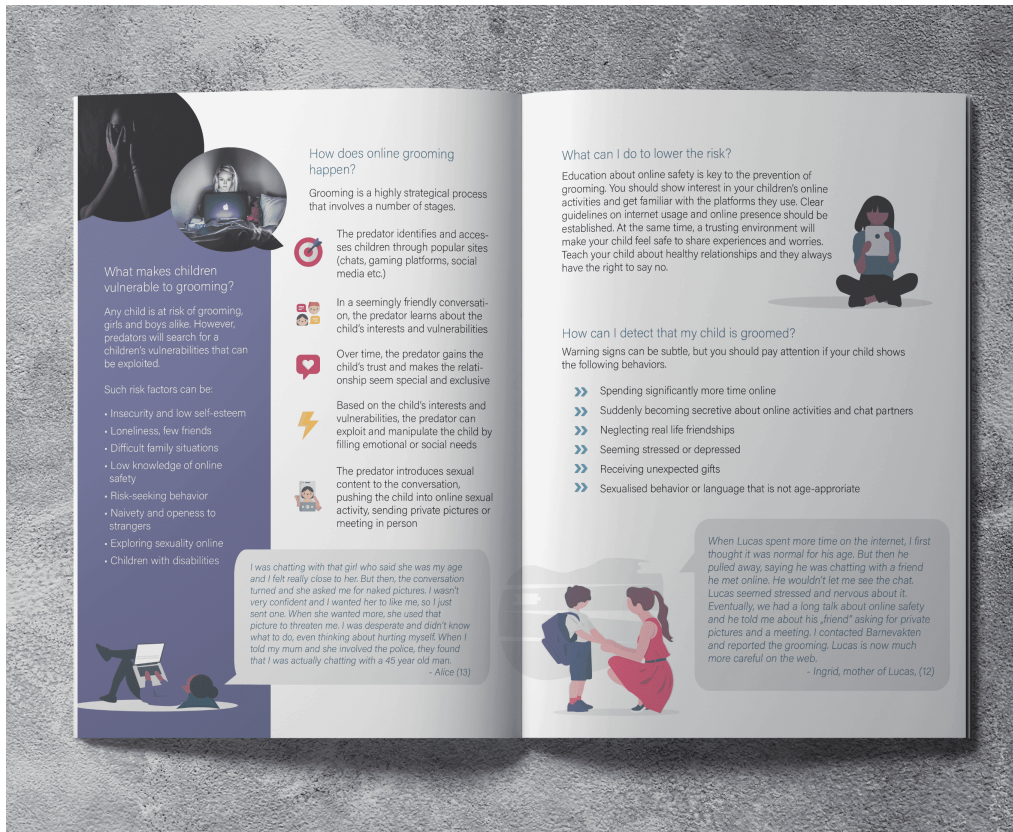 What makes children
vulnerable to grooming?
Any child is at risk of grooming,
girls and boys alike. However,
predators will search for a
children's vulnerabilities that can
be exploited.
Such risk factors can be:
• Insecurity and low self-esteem
• Loneliness, few friends
• Difficult family situations
• Low knowledge of online
safety
• Risk-seeking behavior
• Naivety and openess to
strangers
• Exploring sexuality online
• Children with disabilities
How does online grooming
happen?
Grooming is a highly strategical process
that involves a number of stages.
The predator identifies and acces-
ses children through popular sites
(chats, gaming platforms, social
media etc.)
In a seemingly friendly conversati-
on, the predator learns about the
child's interests and vulnerabilities
Over time, the predator gains the
child's trust and makes the relati-
onship seem special and exclusive
Based on the child's interests and
vulnerabilities, the predator can
exploit and manipulate the child by
filling emotional or social needs
The predator introduces sexual
content to the conversation,
pushing the child into online sexual
activity, sending private pictures or
meeting in person
I was chatting with that girl who said she was my age
and I felt really close to her. But then, the conversation
turned and she asked me for naked pictures. I wasn't
very confident and I wanted her to like me, so I just
sent one. When she wanted more, she used that
picture to threaten me. I was desperate and didn't know
what to do, even thinking about hurting myself. When I
told my mum and she involved the police, they found
that I was actually chatting with a 45 year old man.
- Alice (13)
What can I do to lower the risk?
Education about online safety is key to the prevention of
grooming. You should show interest in your children's online
activities and get familiar with the platforms they use. Clear
guidelines on internet usage and online presence should be
established. At the same time, a trusting environment will
make your child feel safe to share experiences and worries.
Teach your child about healthy relationships and they always
have the right to say no.
How can I detect that my child is groomed?
Warning signs can be subtle, but you should pay attention if your child shows
the following behaviors.
Spending significantly more time online
Suddenly becoming secretive about online activities and chat partners
Neglecting real life friendships
Seeming stressed or depressed
Receiving unexpected gifts
Sexualised behavior or language that is not age-approriate
When Lucas spent more time on the internet, I first
thought it was normal for his age. But then he
pulled away, saying he was chatting with a friend
he met online. He wouldn't let me see the chat.
Lucas seemed stressed and nervous about it.
Eventually, we had a long talk about online safety
and he told me about his „friend" asking for private
pictures and a meeting. I contacted Barnevakten
and reported the grooming. Lucas is now much
more careful on the web.
- Ingrid, mother of Lucas, (12)